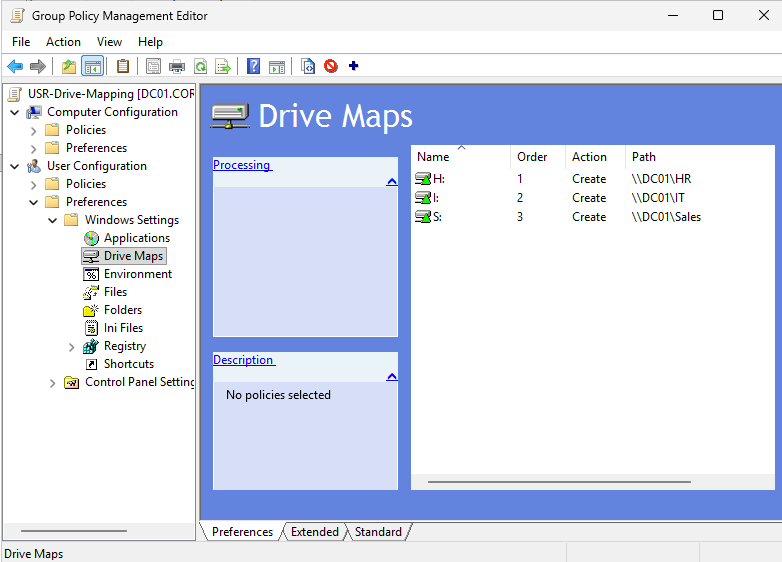 Group Policy Management Editor
File Action View Help
USR-Drive-Mapping [DC01.COR
Computer Configuration
Policies
Preferences
User Configuration
Policies
Preferences
Windows Settings
Applications
Drive Maps
Environment
Files
Folders
Ini Files
Registry
Shortcuts
Control Panel Setting
Drive Maps
Processing
Description
No policies selected
Name Order Action Path
H: 1 Create \\DC01\HR
I: 2 Create \\DC01\IT
S: 3 Create \\DC01\Sales
Preferences Extended Standard
Drive Maps